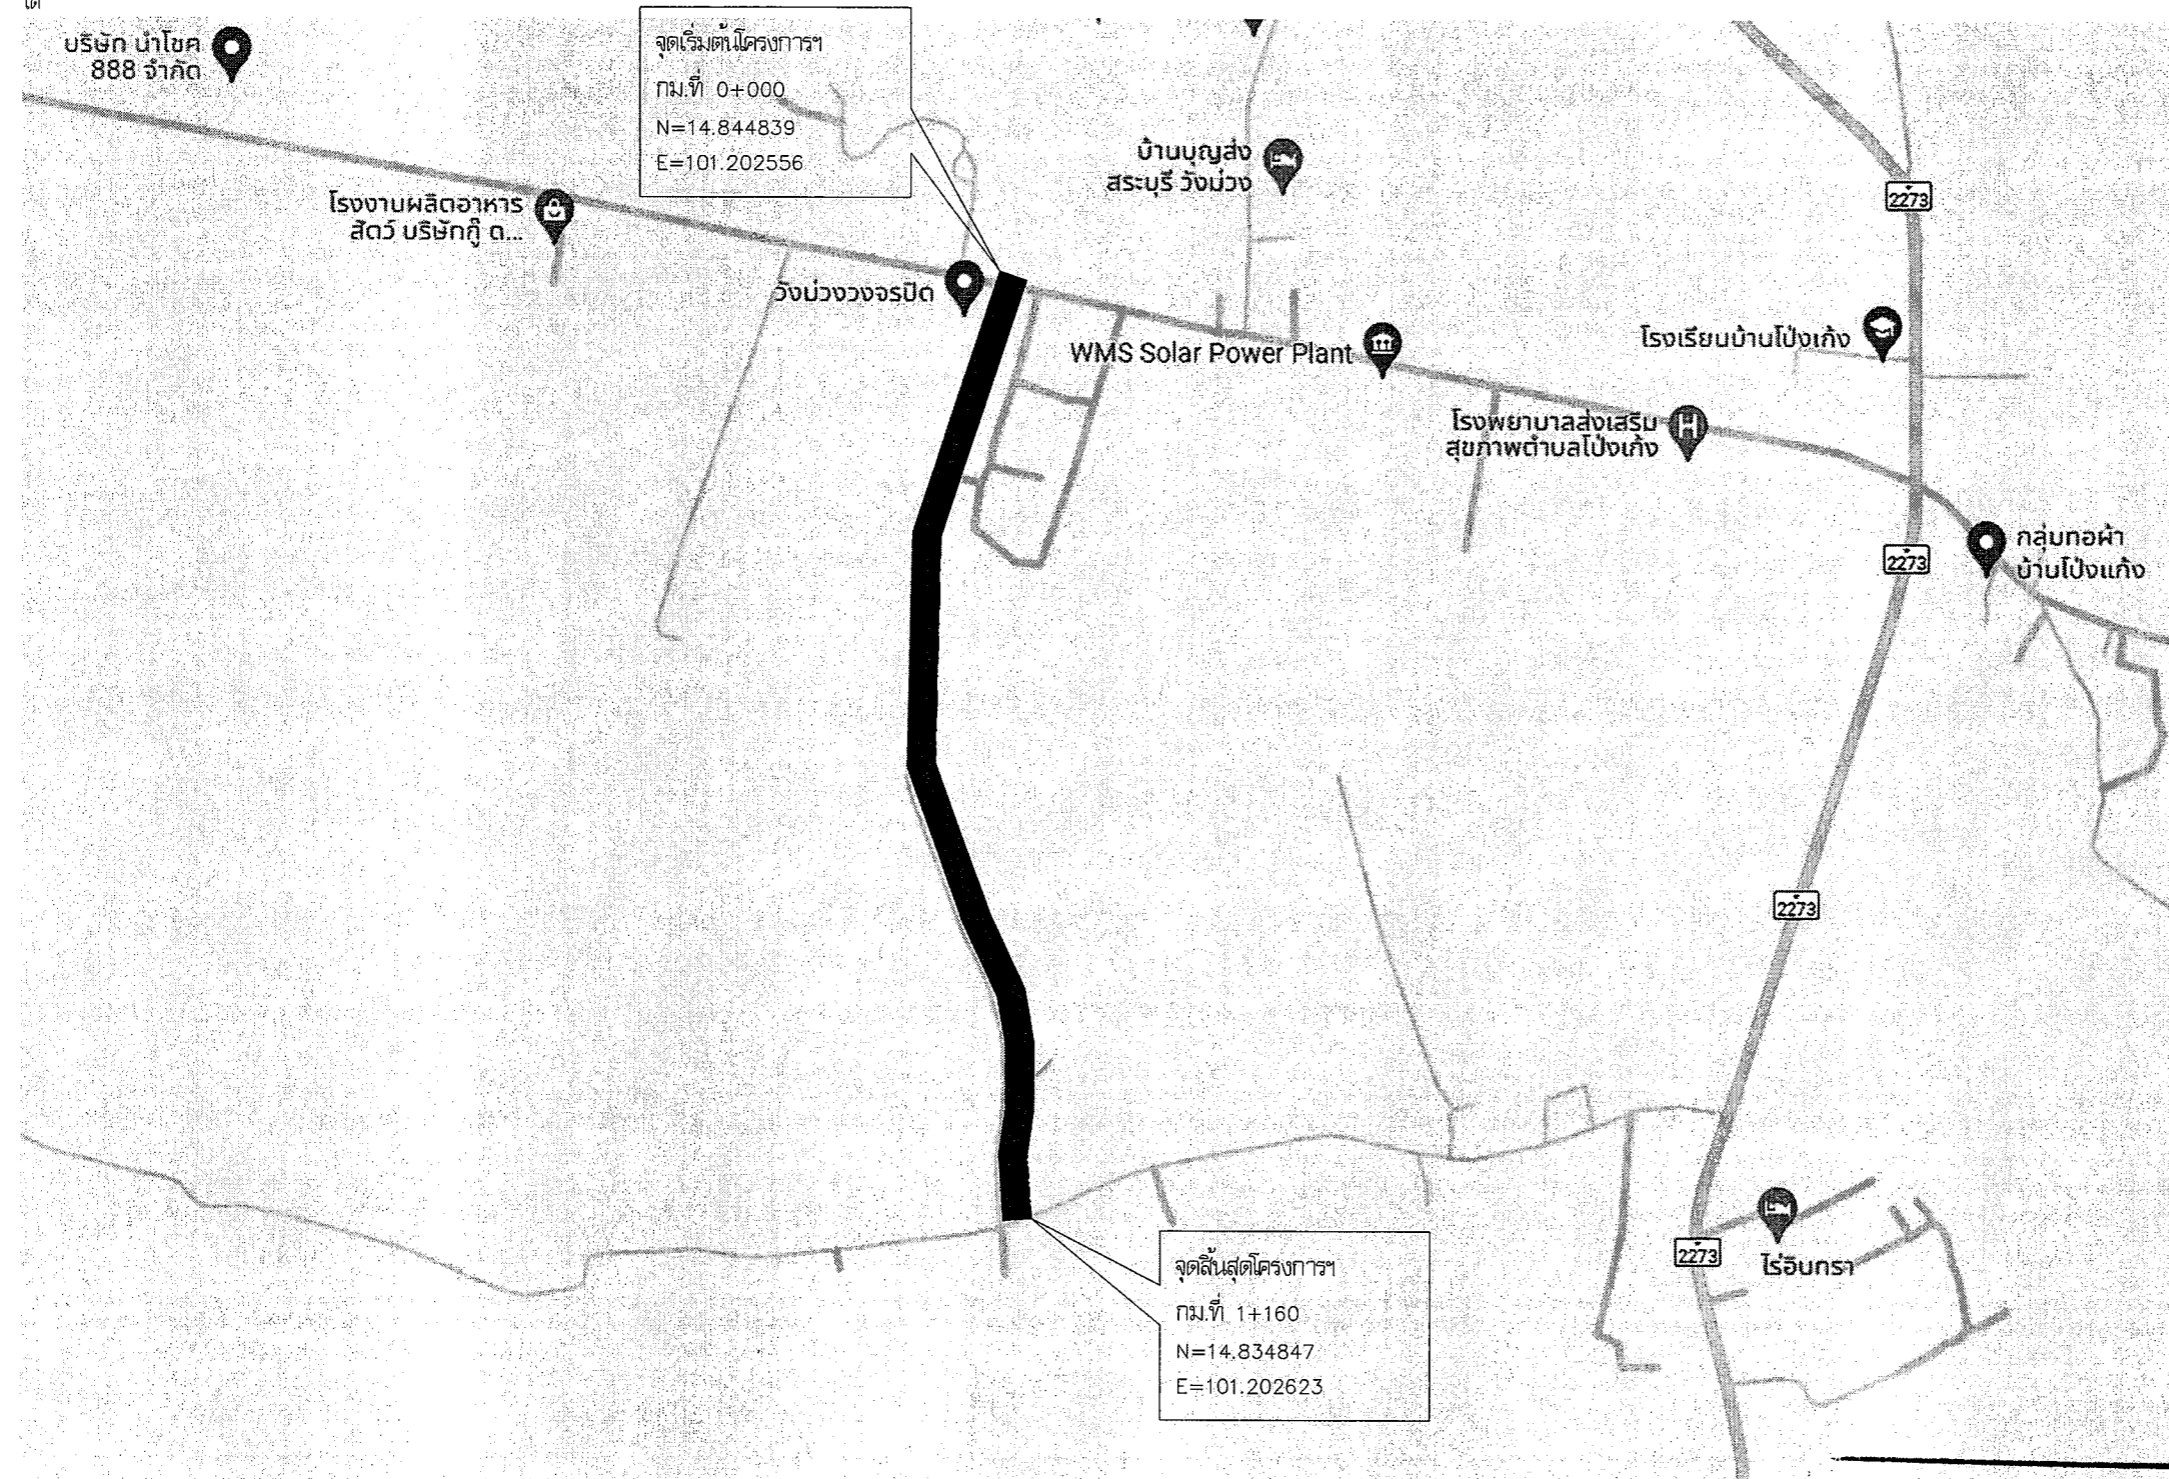 ใต้
บริษัท นำโชค
888 จำกัด
จุดเริ่มต้นโครงการฯ
กม.ที่ 0+000
N=14.844839
E=101.202556
บ้านบุญส่ง
สระบุรี วังม่วง
2273
โรงงานผลิตอาหาร
สัตว์ บริษัทกู๊ ด...
วังม่วงวงจรปิด
WMS Solar Power Plant
โรงเรียนบ้านโป่งเก้ง
โรงพยาบาลส่งเสริม
สุขภาพตำบลโป่งเก้ง
2273
กลุ่มทอผ้า
บ้านโป่งแก้ง
2273
จุดสิ้นสุดโครงการฯ
กม.ที่ 1+160
N=14.834847
E=101.202623
2273
ไร่อินทรา